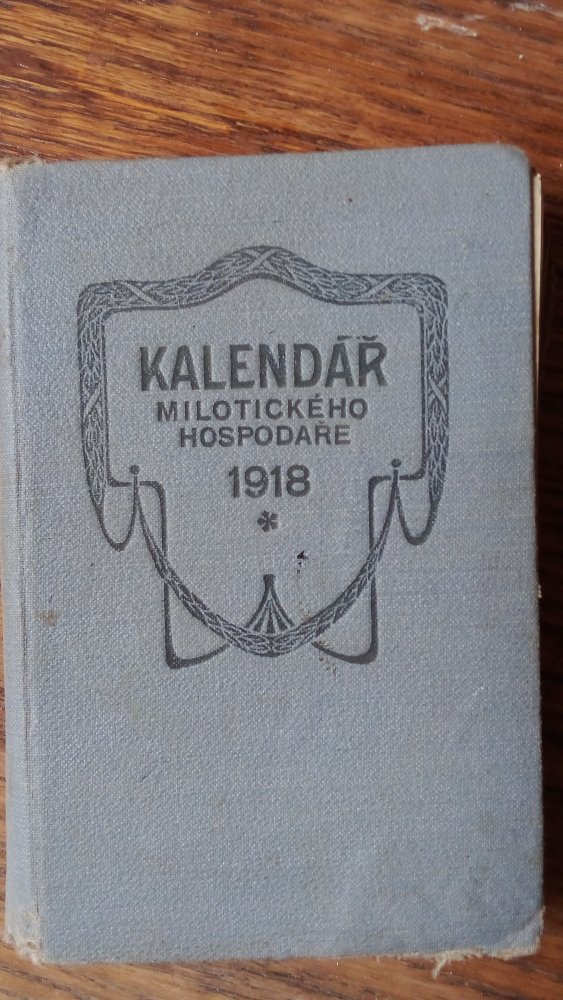 KALENDÁŘ
MILOTICKÉHO
HOSPODAŘE
1918
*